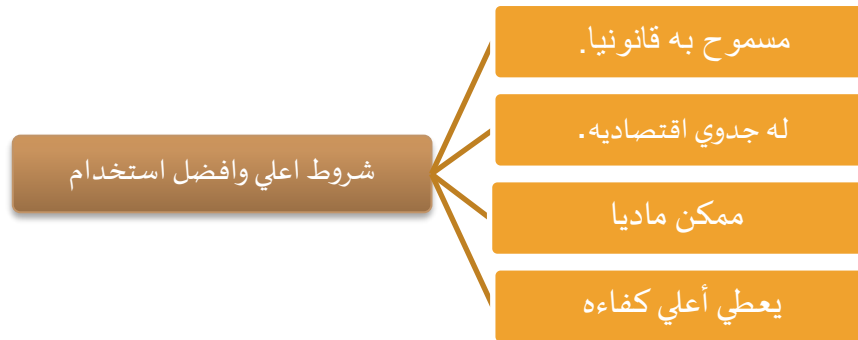 شروط اعلي وافضل استخدام
مسموح به قانونيا.
له جدوي اقتصاديه.
ممكن ماديا
يعطي أعلي كفاءه